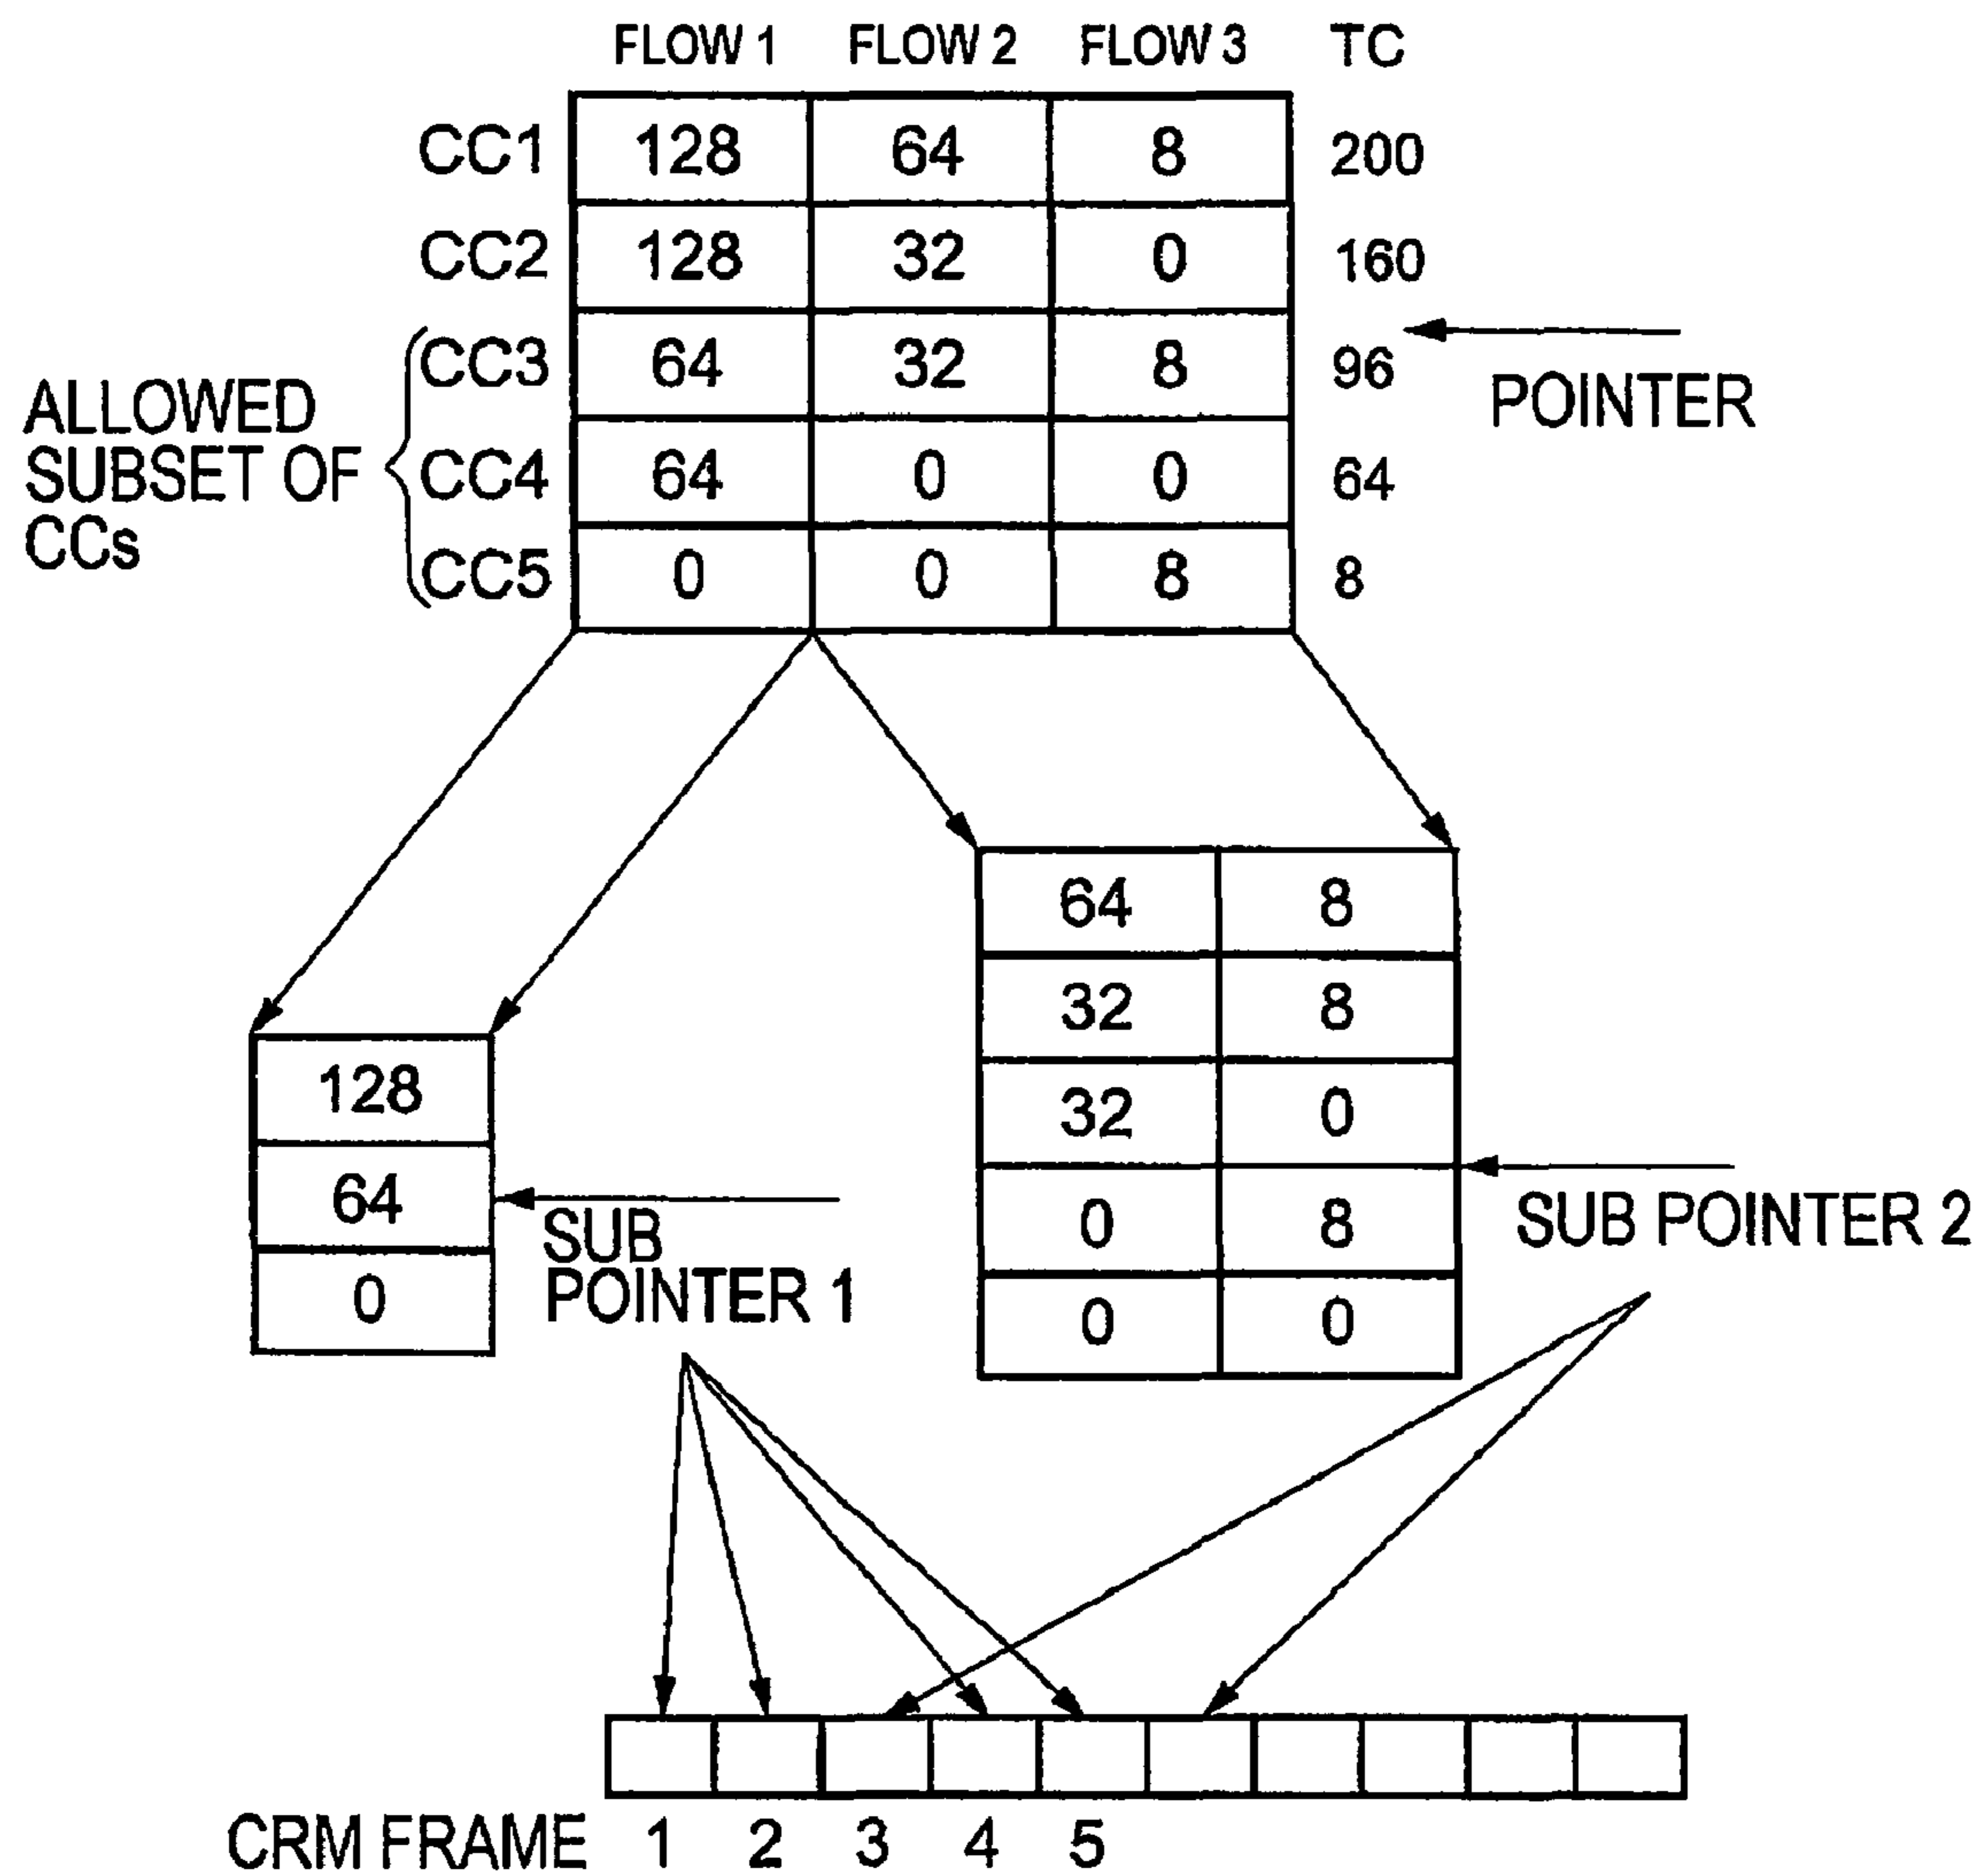 FLOW 1 FLOW 2 FLOW 3 TC
CC1 128 64 8 200
CC2 128 32 0 160
CC3 64 32 8 96
CC4 64 0 0 64
CC5 0 0 8 8
ALLOWED
SUBSET OF
CCs
POINTER
128
64
0
SUB
POINTER 1
64 8
32 8
32 0
0 8
0 0
SUB POINTER 2
CRM FRAME 1 2 3 4 5